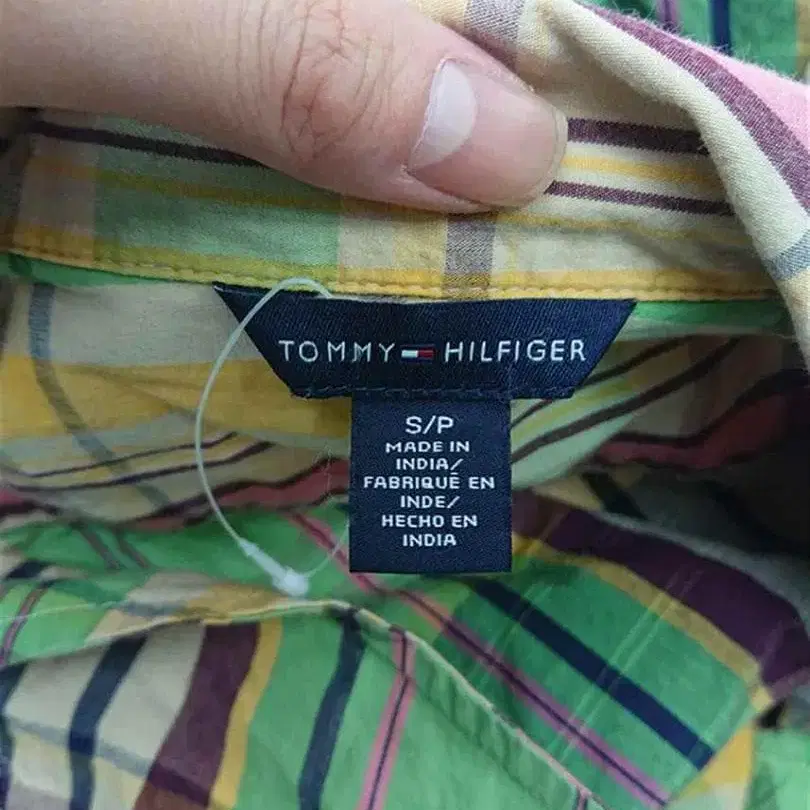 TOMMY HILFIGER
S/P
MADE IN
INDIA/
FABRIQUÉ EN
INDE/
HECHO EN
INDIA